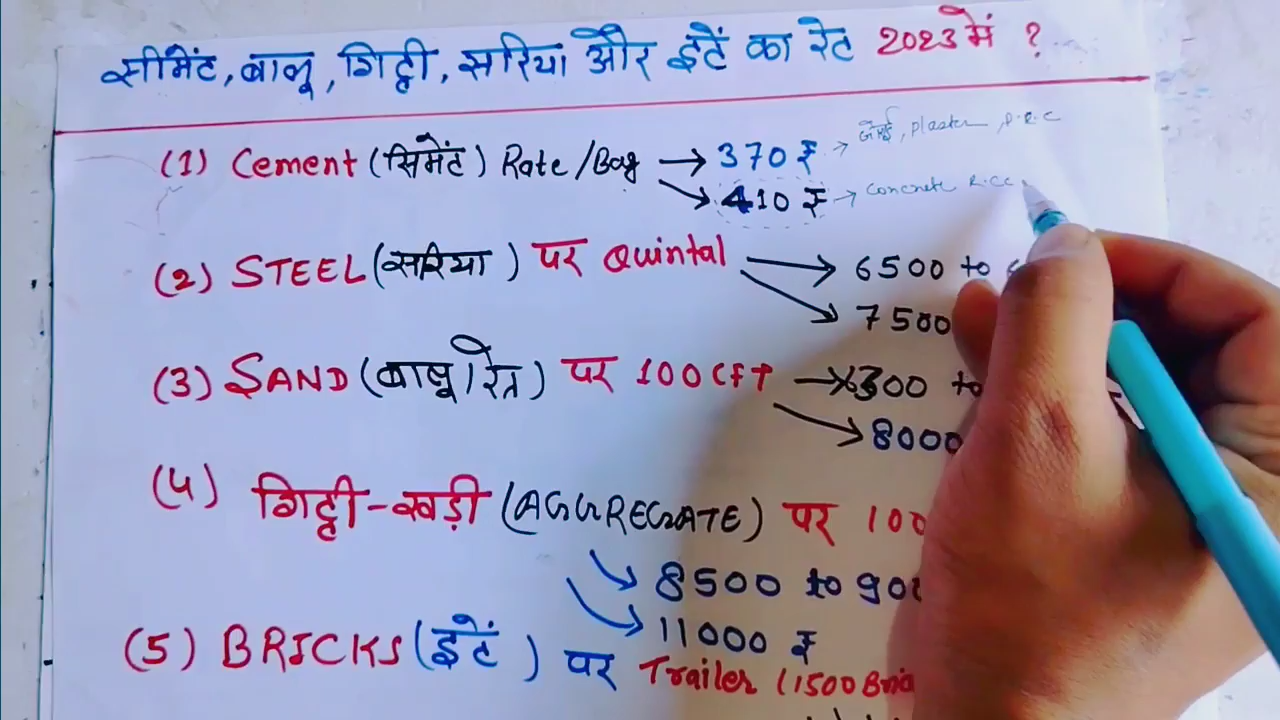 सीमेंट, बालू, गिट्टी, सरिया और इंटें का रेट 2023 में ?
(1) Cement (सिमेंट) Rate /Bag → 370 ₹ → plaster, P.C.C
→ 410 ₹ → Concrete R.CC
(2) STEEL (सरिया) पर Quintal → 6500 to
→ 7500
(3) SAND (बालू/रेत) पर 100 CFT → 6300 to
→ 8000
(4) गिट्टी-खड़ी (AGGREGATE) पर 100
→ 8500 to 900
→ 11000 ₹
(5) BRICKS (इंटें) पर Trailer (1500 Bric